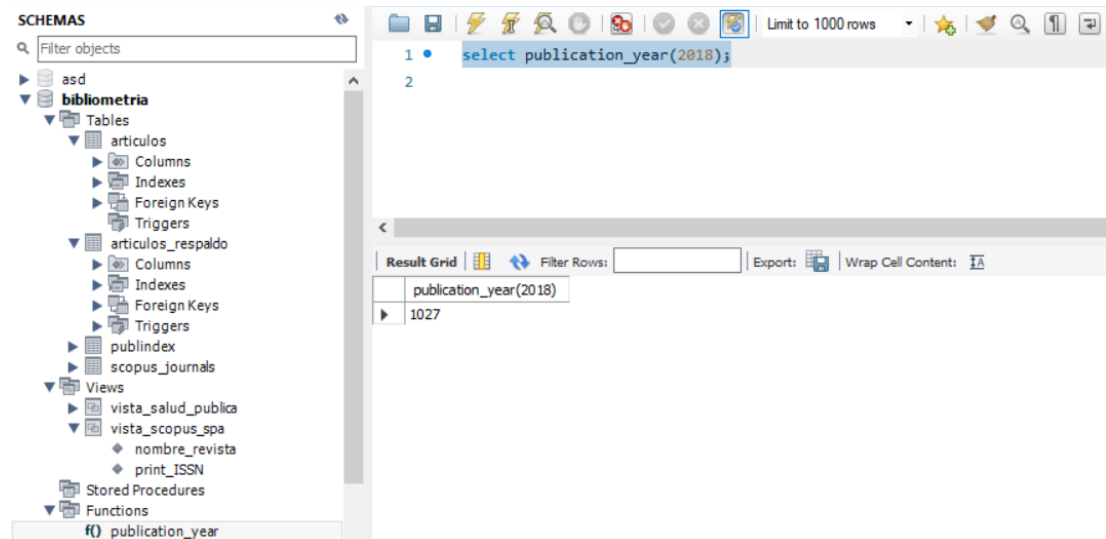 SCHEMAS
Filter objects
asd
bibliometria
Tables
articulos
Columns
Indexes
Foreign Keys
Triggers
articulos_respaldo
Columns
Indexes
Foreign Keys
Triggers
publindex
scopus_journals
Views
vista_salud_publica
vista_scopus_spa
nombre_revista
print_ISSN
Stored Procedures
Functions
f() publication_year
Limit to 1000 rows
1 select publication_year(2018);
2
Result Grid Filter Rows: Export: Wrap Cell Content: IA
publication_year(2018)
1027